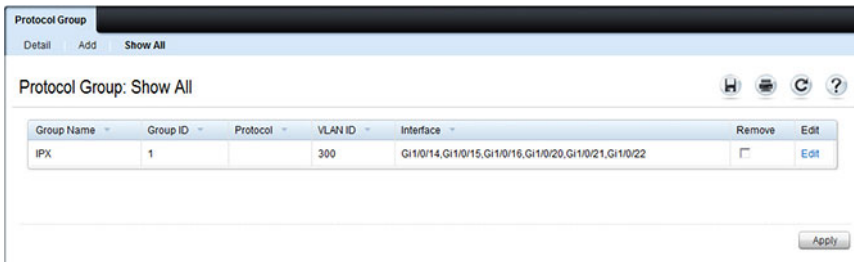 Protocol Group
Detail Add Show All
Protocol Group: Show All
Group Name Group ID Protocol VLAN ID Interface Remove Edit
IPX 1 300 Gi1/0/14,Gi1/0/15,Gi1/0/16,Gi1/0/20,Gi1/0/21,Gi1/0/22 Edit
Apply